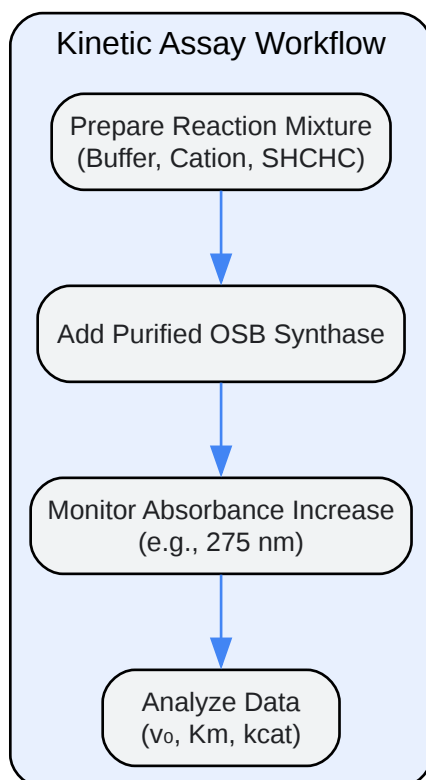 Kinetic Assay Workflow
Prepare Reaction Mixture
(Buffer, Cation, SHCHC)
Add Purified OSB Synthase
Monitor Absorbance Increase
(e.g., 275 nm)
Analyze Data
(v₀, Km, kcat)